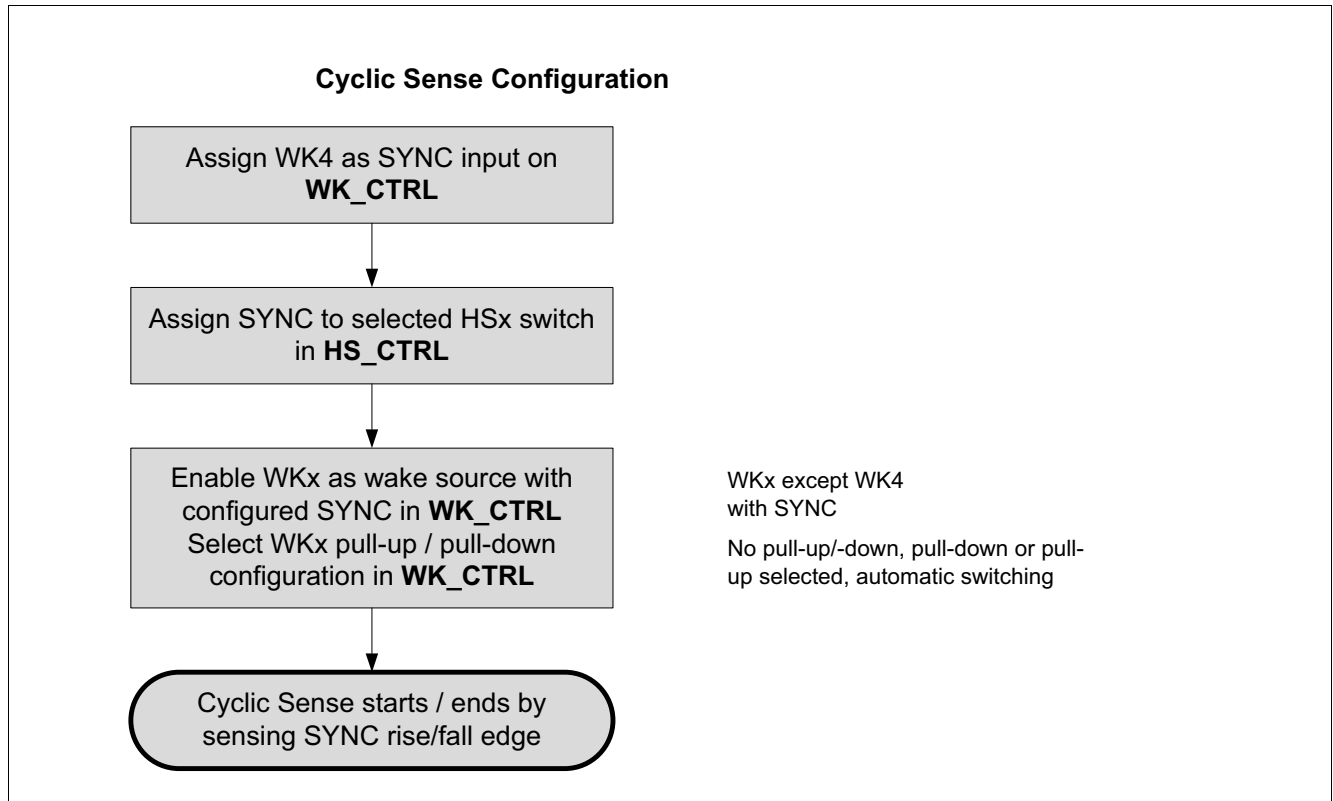 Cyclic Sense Configuration
Assign WK4 as SYNC input on
WK_CTRL
Assign SYNC to selected HSx switch
in HS_CTRL
Enable WKx as wake source with
configured SYNC in WK_CTRL
Select WKx pull-up / pull-down
configuration in WK_CTRL
WKx except WK4
with SYNC
No pull-up/-down, pull-down or pull-
up selected, automatic switching
Cyclic Sense starts / ends by
sensing SYNC rise/fall edge